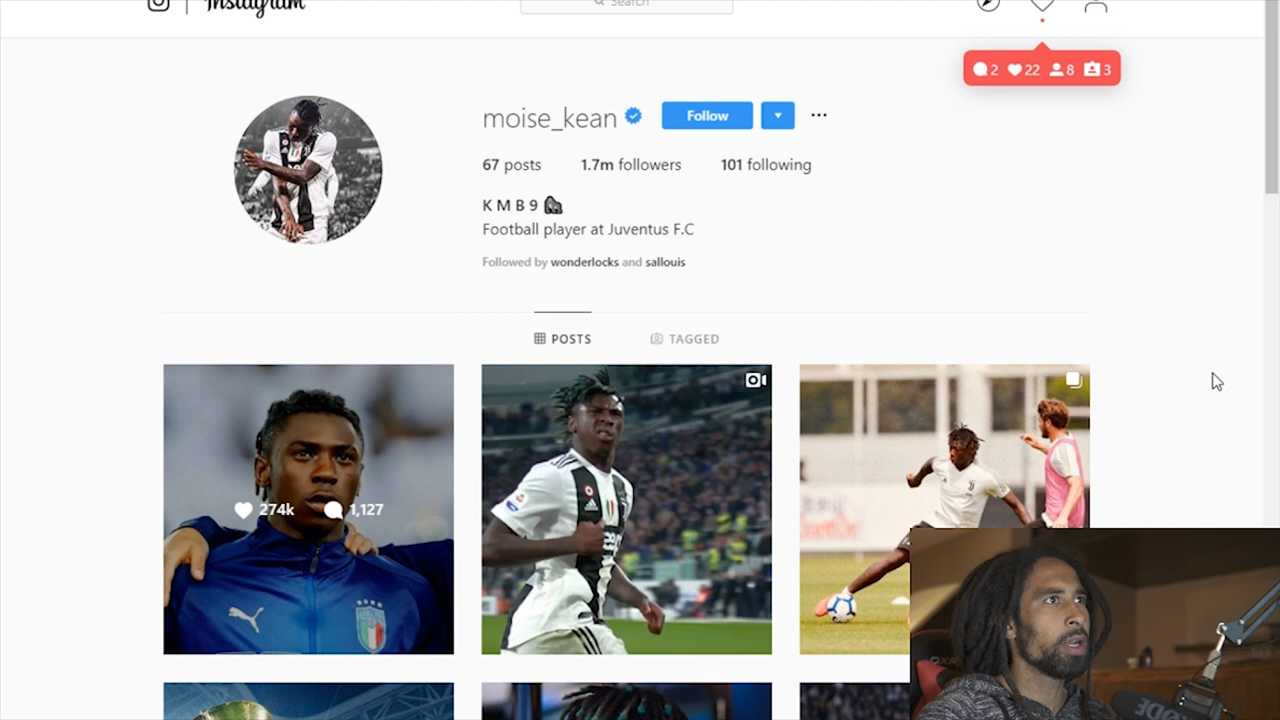 Instagram
Search
2 22 8 3
moise_kean Follow
67 posts 1.7m followers 101 following
K M B 9 🦍
Football player at Juventus F.C
Followed by wonderlocks and sallouis
POSTS TAGGED
274k 1,127